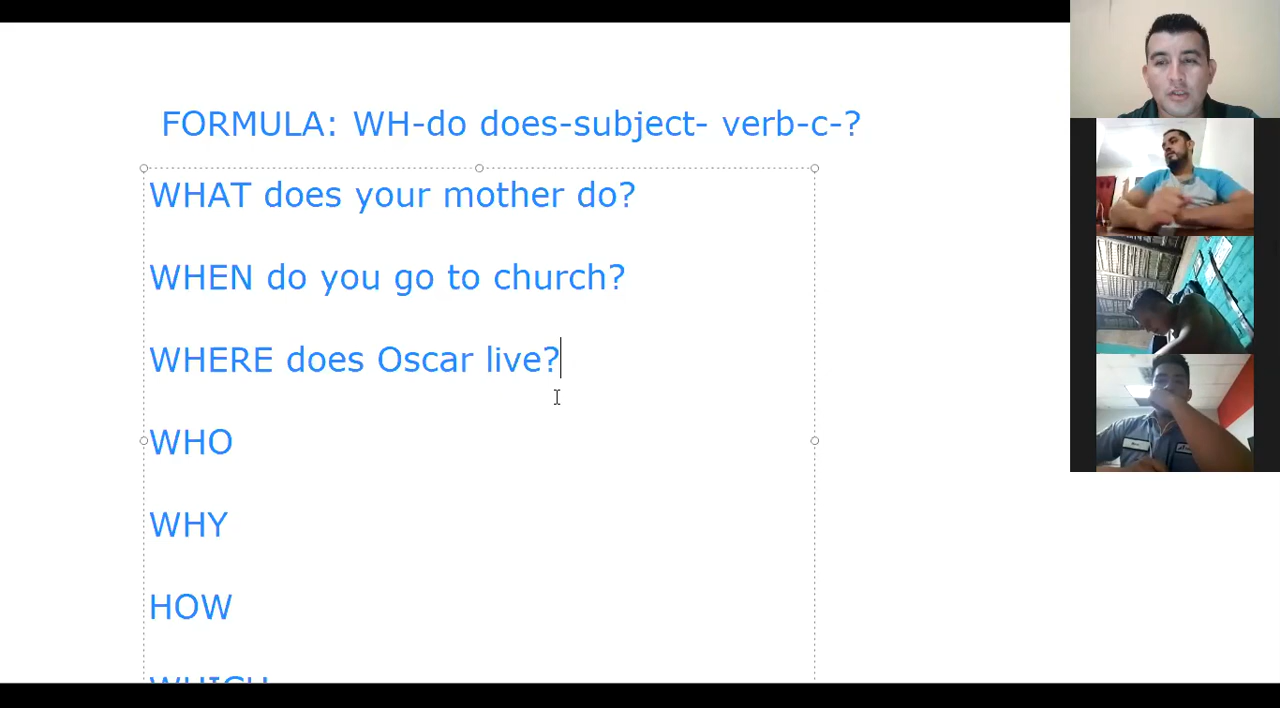 FORMULA: WH-do does-subject- verb-c-?
WHAT does your mother do?
WHEN do you go to church?
WHERE does Oscar live?
WHO
WHY
HOW
WHICH